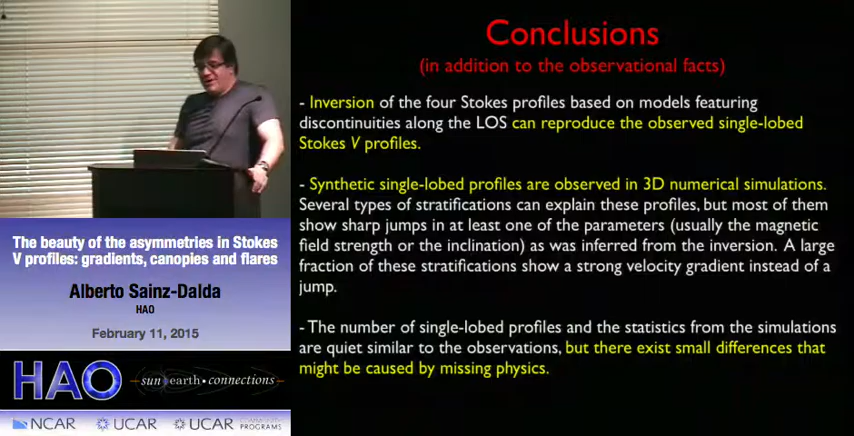 Conclusions
(in addition to the observational facts)
- Inversion of the four Stokes profiles based on models featuring
discontinuities along the LOS can reproduce the observed single-lobed
Stokes V profiles.
- Synthetic single-lobed profiles are observed in 3D numerical simulations.
Several types of stratifications can explain these profiles, but most of them
show sharp jumps in at least one of the parameters (usually the magnetic
field strength or the inclination) as was inferred from the inversion. A large
fraction of these stratifications show a strong velocity gradient instead of a
jump.
- The number of single-lobed profiles and the statistics from the simulations
are quiet similar to the observations, but there exist small differences that
might be caused by missing physics.
The beauty of the asymmetries in Stokes
V profiles: gradients, canopies and flares
Alberto Sainz-Dalda
HAO
February 11, 2015
HAO
sun earth • connections
NCAR
UCAR
UCAR COMMUNITY
PROGRAMS